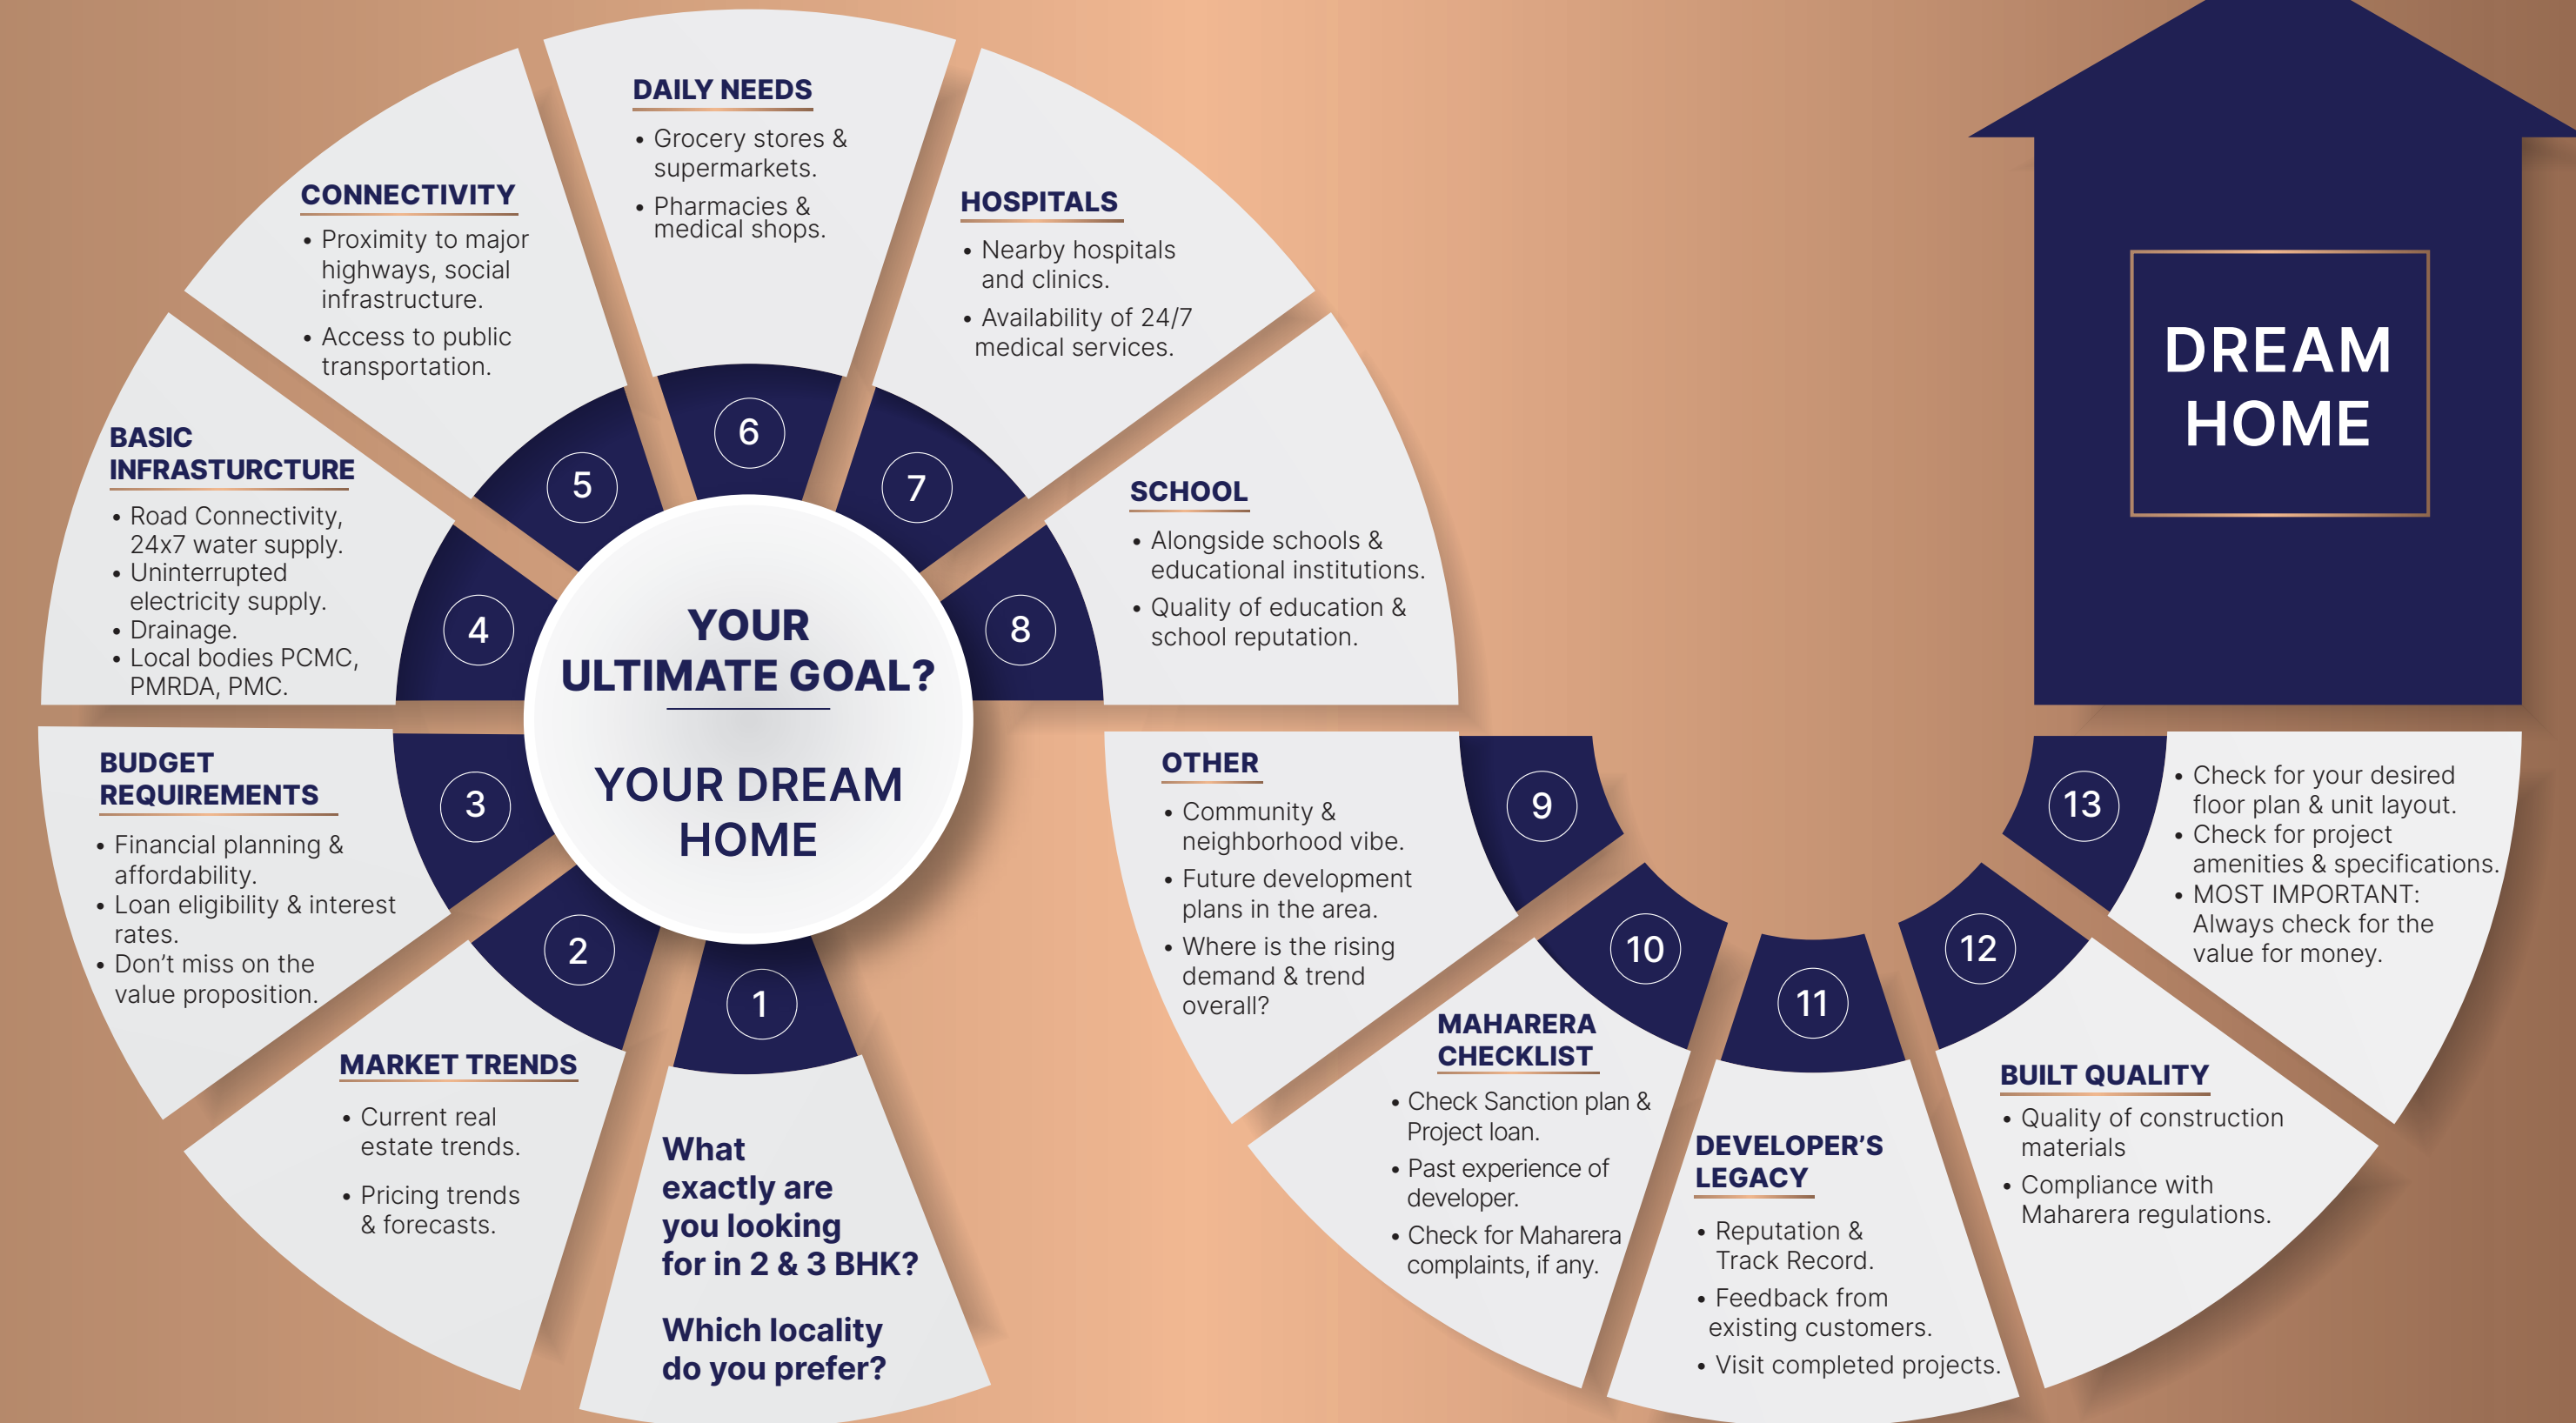 YOUR
ULTIMATE GOAL?
YOUR DREAM
HOME
1
What
exactly are
you looking
for in 2 & 3 BHK?
Which locality
do you prefer?
2
MARKET TRENDS
• Current real
estate trends.
• Pricing trends
& forecasts.
3
BUDGET
REQUIREMENTS
• Financial planning &
affordability.
• Loan eligibility & interest
rates.
• Don’t miss on the
value proposition.
4
BASIC
INFRASTURCTURE
• Road Connectivity,
24x7 water supply.
• Uninterrupted
electricity supply.
• Drainage.
• Local bodies PCMC,
PMRDA, PMC.
5
CONNECTIVITY
• Proximity to major
highways, social
infrastructure.
• Access to public
transportation.
6
DAILY NEEDS
• Grocery stores &
supermarkets.
• Pharmacies &
medical shops.
7
HOSPITALS
• Nearby hospitals
and clinics.
• Availability of 24/7
medical services.
8
SCHOOL
• Alongside schools &
educational institutions.
• Quality of education &
school reputation.
9
OTHER
• Community &
neighborhood vibe.
• Future development
plans in the area.
• Where is the rising
demand & trend
overall?
10
MAHARERA
CHECKLIST
• Check Sanction plan &
Project loan.
• Past experience of
developer.
• Check for Maharera
complaints, if any.
11
DEVELOPER’S
LEGACY
• Reputation &
Track Record.
• Feedback from
existing customers.
• Visit completed projects.
12
BUILT QUALITY
• Quality of construction
materials
• Compliance with
Maharera regulations.
13
• Check for your desired
floor plan & unit layout.
• Check for project
amenities & specifications.
• MOST IMPORTANT:
Always check for the
value for money.
DREAM
HOME